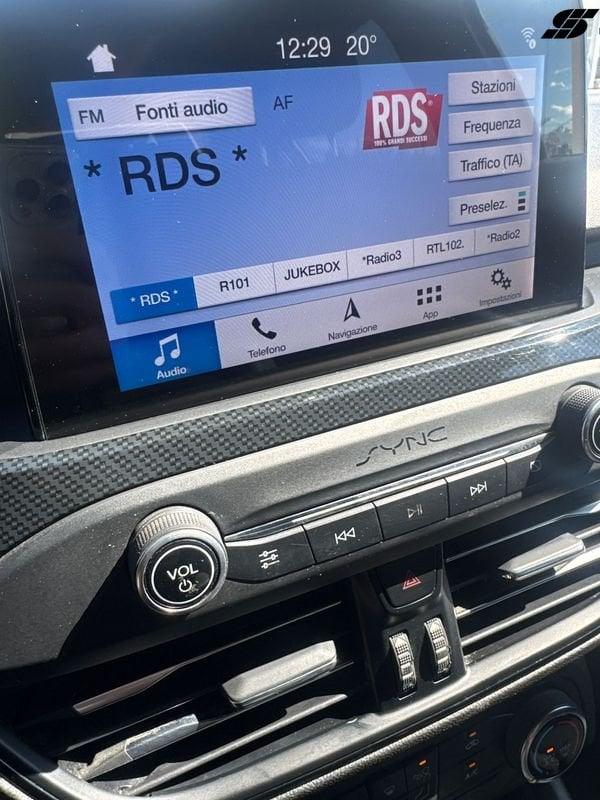 12:29 20°
FM Fonti audio
AF
RDS®
100% GRANDI SUCCESSI
Stazioni
Frequenza
Traffico (TA)
Preselez.
* RDS *
* RDS *
R101
JUKEBOX
*Radio3
RTL102.
*Radio2
Audio
Telefono
Navigazione
App
Impostazioni
SYNC
VOL
A/C